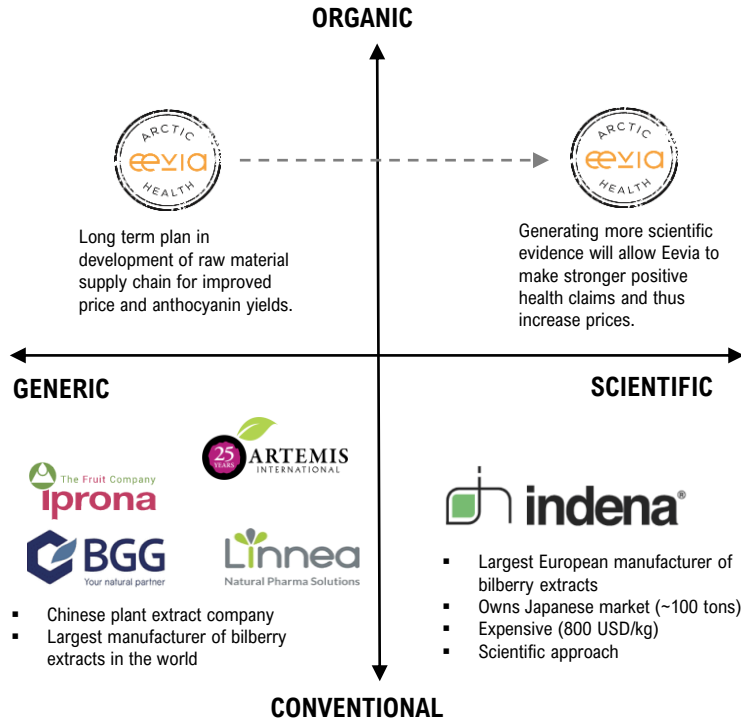 ORGANIC
ARCTIC
eevia
HEALTH
ARCTIC
eevia
HEALTH
Long term plan in
development of raw material
supply chain for improved
price and anthocyanin yields.
Generating more scientific
evidence will allow Eevia to
make stronger positive
health claims and thus
increase prices.
GENERIC
SCIENTIFIC
25
YEARS
ARTEMIS
INTERNATIONAL
The Fruit Company
Iprona
BGG
Your natural partner
Linnea
Natural Pharma Solutions
▪ Chinese plant extract company
▪ Largest manufacturer of bilberry
extracts in the world
indena®
▪ Largest European manufacturer of
bilberry extracts
▪ Owns Japanese market (~100 tons)
▪ Expensive (800 USD/kg)
▪ Scientific approach
CONVENTIONAL